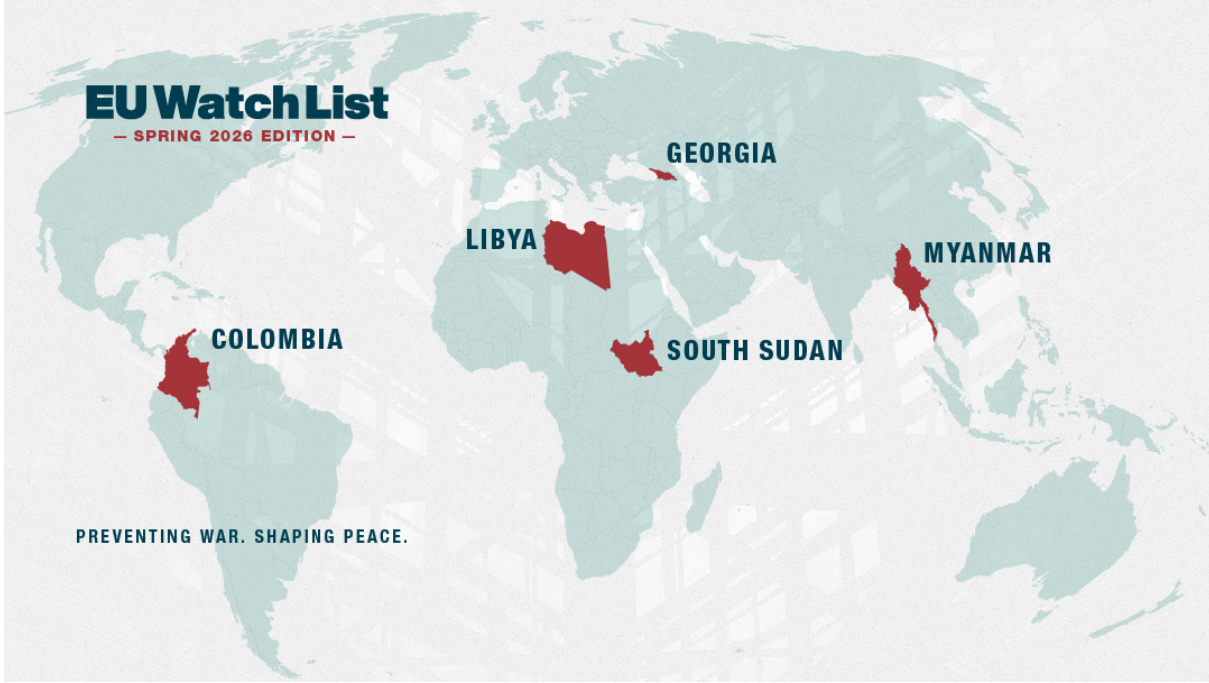 EU Watch List
— SPRING 2026 EDITION —
GEORGIA
LIBYA
MYANMAR
COLOMBIA
SOUTH SUDAN
PREVENTING WAR. SHAPING PEACE.